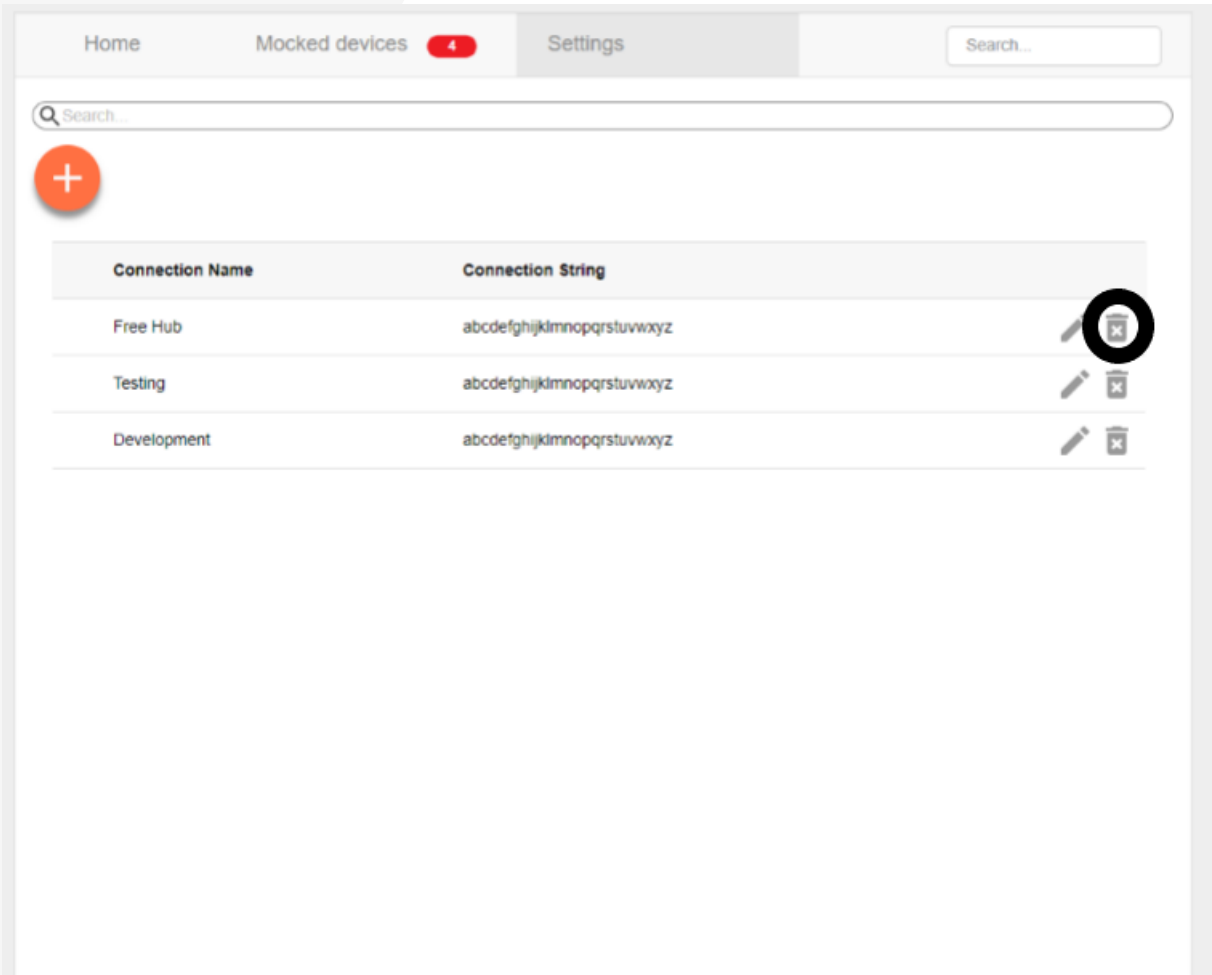 Home Mocked devices 4 Settings Search...
Search...
Connection Name Connection String
Free Hub abcdefghijklmnopqrstuvwxyz
Testing abcdefghijklmnopqrstuvwxyz
Development abcdefghijklmnopqrstuvwxyz